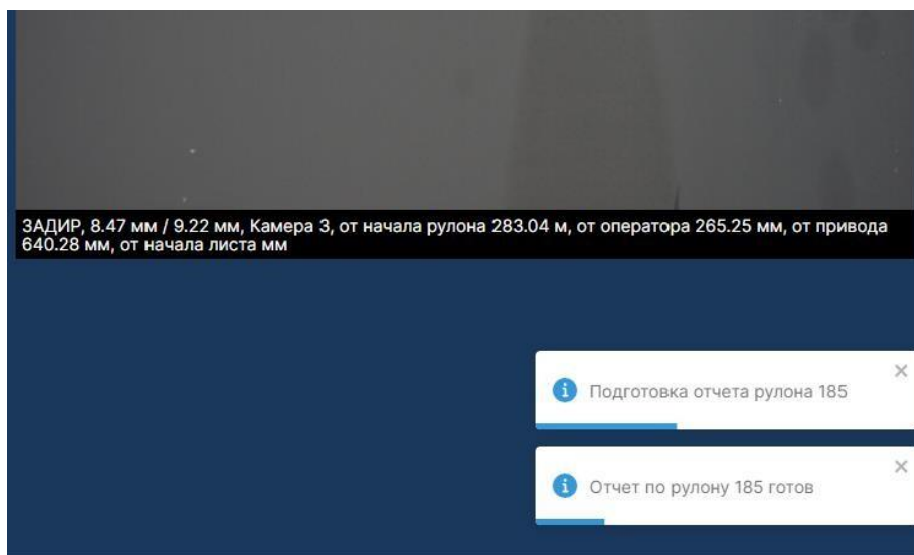 ЗАДИР, 8.47 мм / 9.22 мм, Камера 3, от начала рулона 283.04 м, от оператора 265.25 мм, от привода
640.28 мм, от начала листа мм
Подготовка отчета рулона 185
Отчет по рулону 185 готов